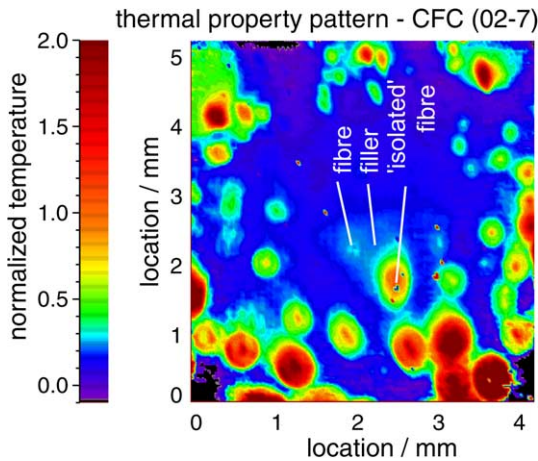 thermal property pattern - CFC (02-7)
normalized temperature
2.0
1.5
1.0
0.5
0.0
location / mm
5
4
3
2
1
0
fibre
filler
'isolated'
fibre
0 1 2 3 4
location / mm